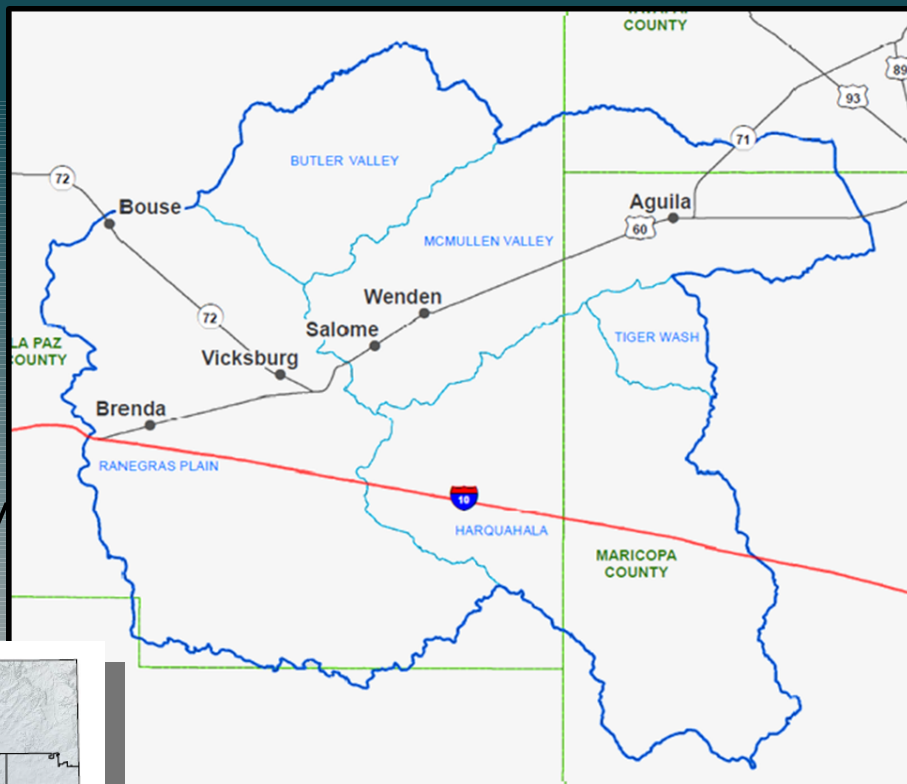 COUNTY
89
93
71
BUTLER VALLEY
72
Bouse
Aguila
60
MCMULLEN VALLEY
Wenden
72
Salome
TIGER WASH
LA PAZ
COUNTY
Vicksburg
Brenda
RANEGRAS PLAIN
10
HARQUAHALA
MARICOPA
COUNTY